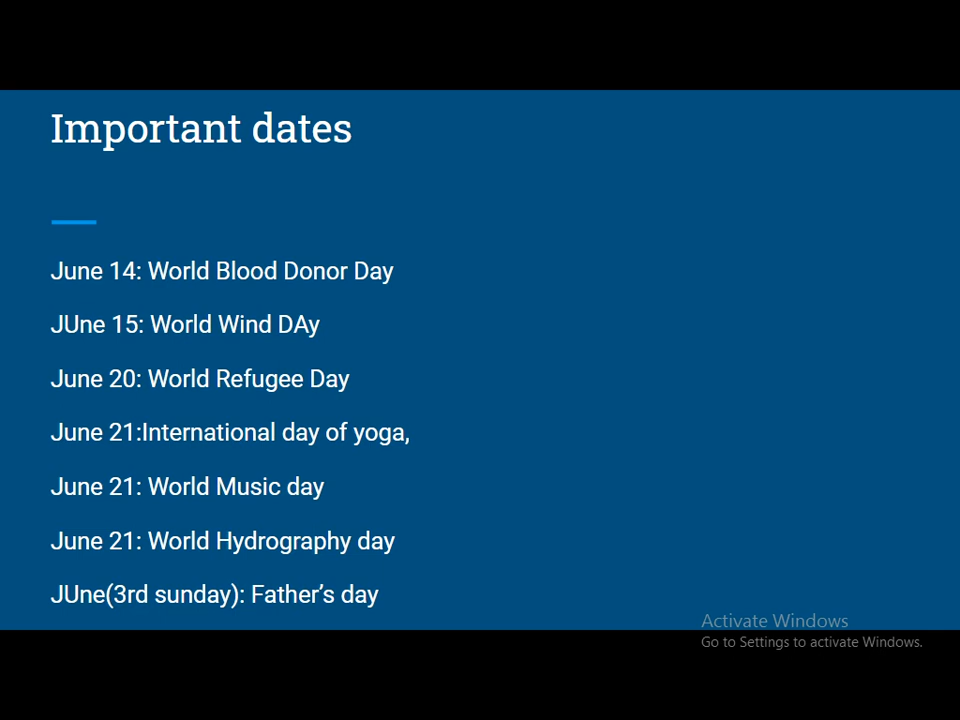 Important dates
June 14: World Blood Donor Day
JUne 15: World Wind DAy
June 20: World Refugee Day
June 21:International day of yoga,
June 21: World Music day
June 21: World Hydrography day
JUne(3rd sunday): Father’s day
Activate Windows
Go to Settings to activate Windows.